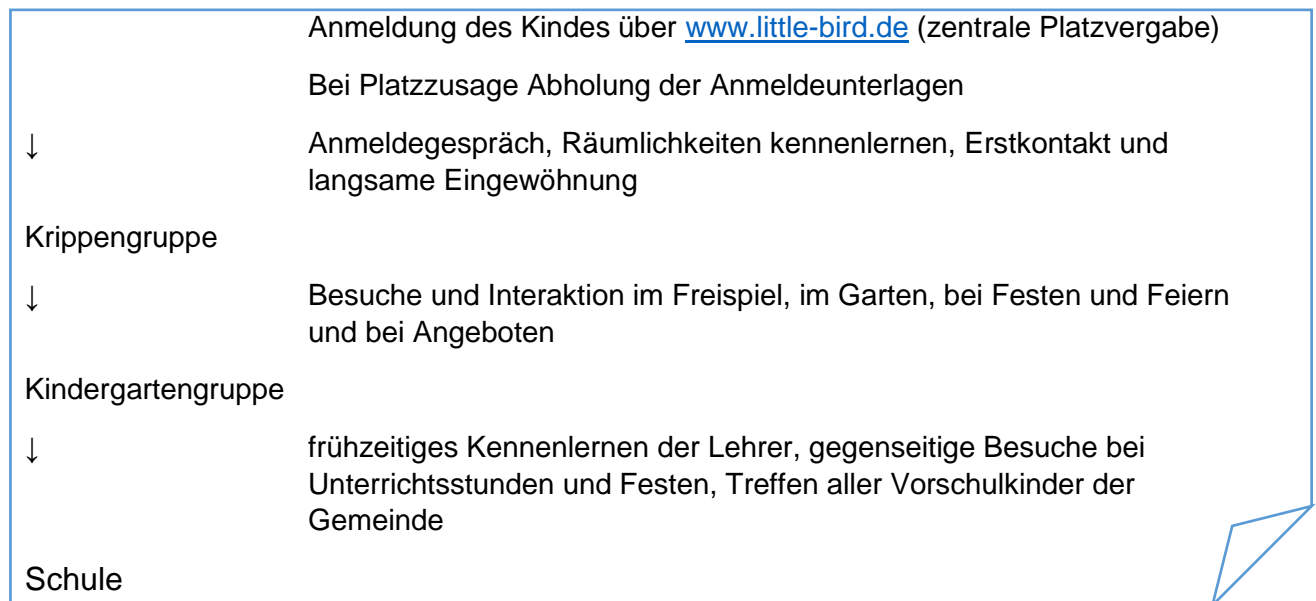 Anmeldung des Kindes über www.little-bird.de (zentrale Platzvergabe)
Bei Platzzusage Abholung der Anmeldeunterlagen
↓ Anmeldegespräch, Räumlichkeiten kennenlernen, Erstkontakt und
langsame Eingewöhnung
Krippengruppe
↓ Besuche und Interaktion im Freispiel, im Garten, bei Festen und Feiern
und bei Angeboten
Kindergartengruppe
↓ frühzeitiges Kennenlernen der Lehrer, gegenseitige Besuche bei
Unterrichtsstunden und Festen, Treffen aller Vorschulkinder der
Gemeinde
Schule